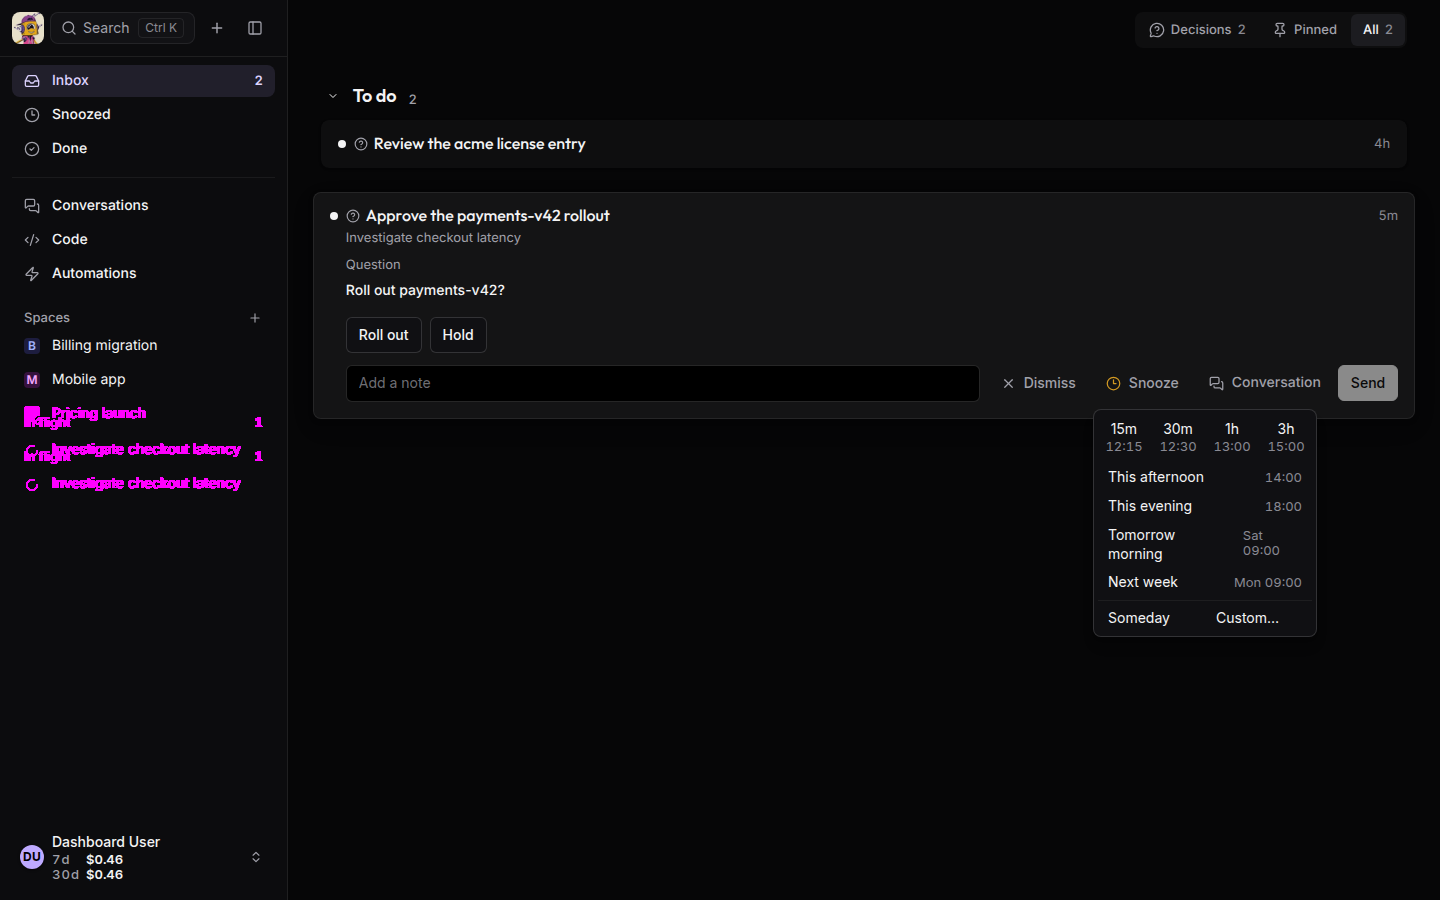 Search Ctrl K
Inbox 2
Snoozed
Done
Conversations
Code
Automations
Spaces
B Billing migration
M Mobile app
Pricing launch
In flight 1
Investigate checkout latency
In flight 1
Investigate checkout latency
DU Dashboard User
7d $0.46
30d $0.46
Decisions 2 Pinned All 2
To do 2
Review the acme license entry 4h
Approve the payments-v42 rollout 5m
Investigate checkout latency
Question
Roll out payments-v42?
Roll out Hold
Add a note Dismiss Snooze Conversation Send
15m 30m 1h 3h
12:15 12:30 13:00 15:00
This afternoon 14:00
This evening 18:00
Tomorrow morning Sat 09:00
Next week Mon 09:00
Someday Custom...